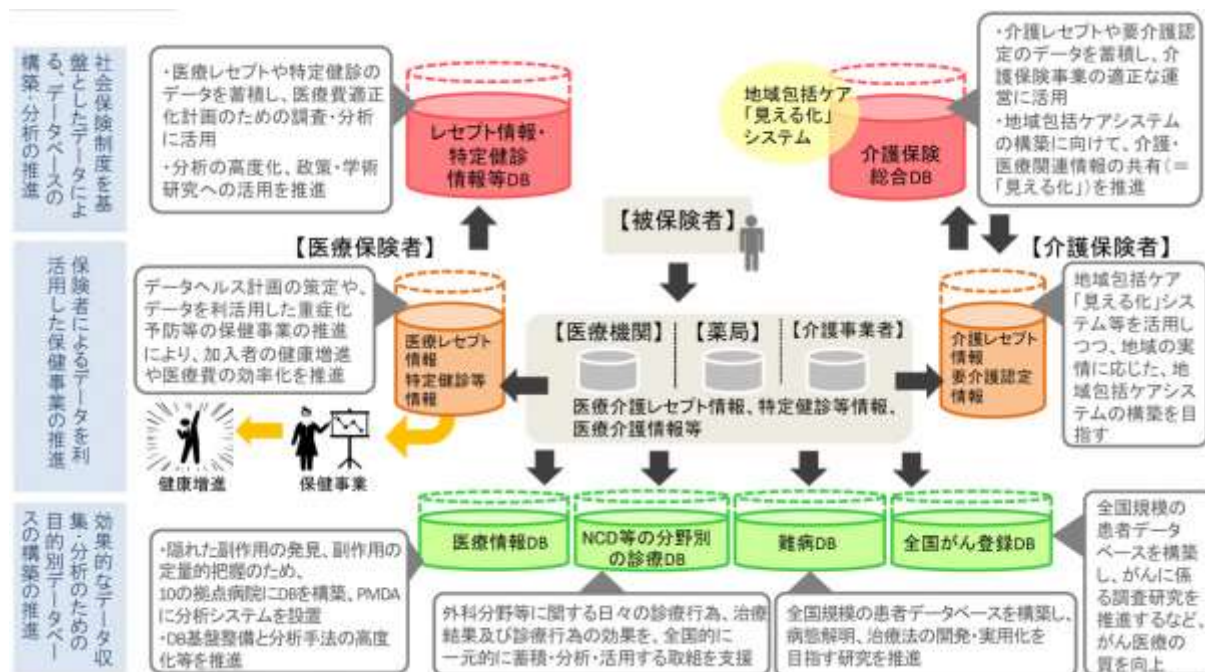 社会保険制度を基
盤としたデータによ
る、データベースの
構築・分析の推進
・医療レセプトや特定健診の
データを蓄積し、医療費適正
化計画のための調査・分析
に活用
・分析の高度化、政策・学術
研究への活用を推進
レセプト情報・
特定健診
情報等DB
地域包括ケア
「見える化」
システム
介護保険
総合DB
・介護レセプトや要介護認
定のデータを蓄積し、介
護保険事業の適正な運
営に活用
・地域包括ケアシステム
の構築に向けて、介護・
医療関連情報の共有(=
「見える化」)を推進
保険者によるデータを利
活用した保健事業の推進
【医療保険者】
データヘルス計画の策定や、
データを利活用した重症化
予防等の保健事業の推進
により、加入者の健康増進
や医療費の効率化を推進
医療レセプト
情報
特定健診等
情報
健康増進
保健事業
【被保険者】
【医療機関】
【薬局】
【介護事業者】
医療介護レセプト情報、特定健診等情報、
医療介護情報等
【介護保険者】
介護レセプト
情報
要介護認定
情報
地域包括ケア
「見える化」シス
テム等を活用し
つつ、地域の実
情に応じた、地
域包括ケアシス
テムの構築を目
指す
効果的なデータ収
集・分析のための
目的別データベー
スの構築の推進
医療情報DB
NCD等の分野別
の診療DB
難病DB
全国がん登録DB
・隠れた副作用の発見、副作用の
定量的把握のため、
10の拠点病院にDBを構築、PMDA
に分析システムを設置
・DB基盤整備と分析手法の高度
化等を推進
外科分野等に関する日々の診療行為、治療
結果及び診療行為の効果を、全国的に
一元的に蓄積・分析・活用する取組を支援
全国規模の患者データベースを構築し、
病態解明、治療法の開発・実用化を
目指す研究を推進
全国規模の
患者データ
ベースを構築
し、がんに係
る調査研究を
推進するなど、
がん医療の
質を向上